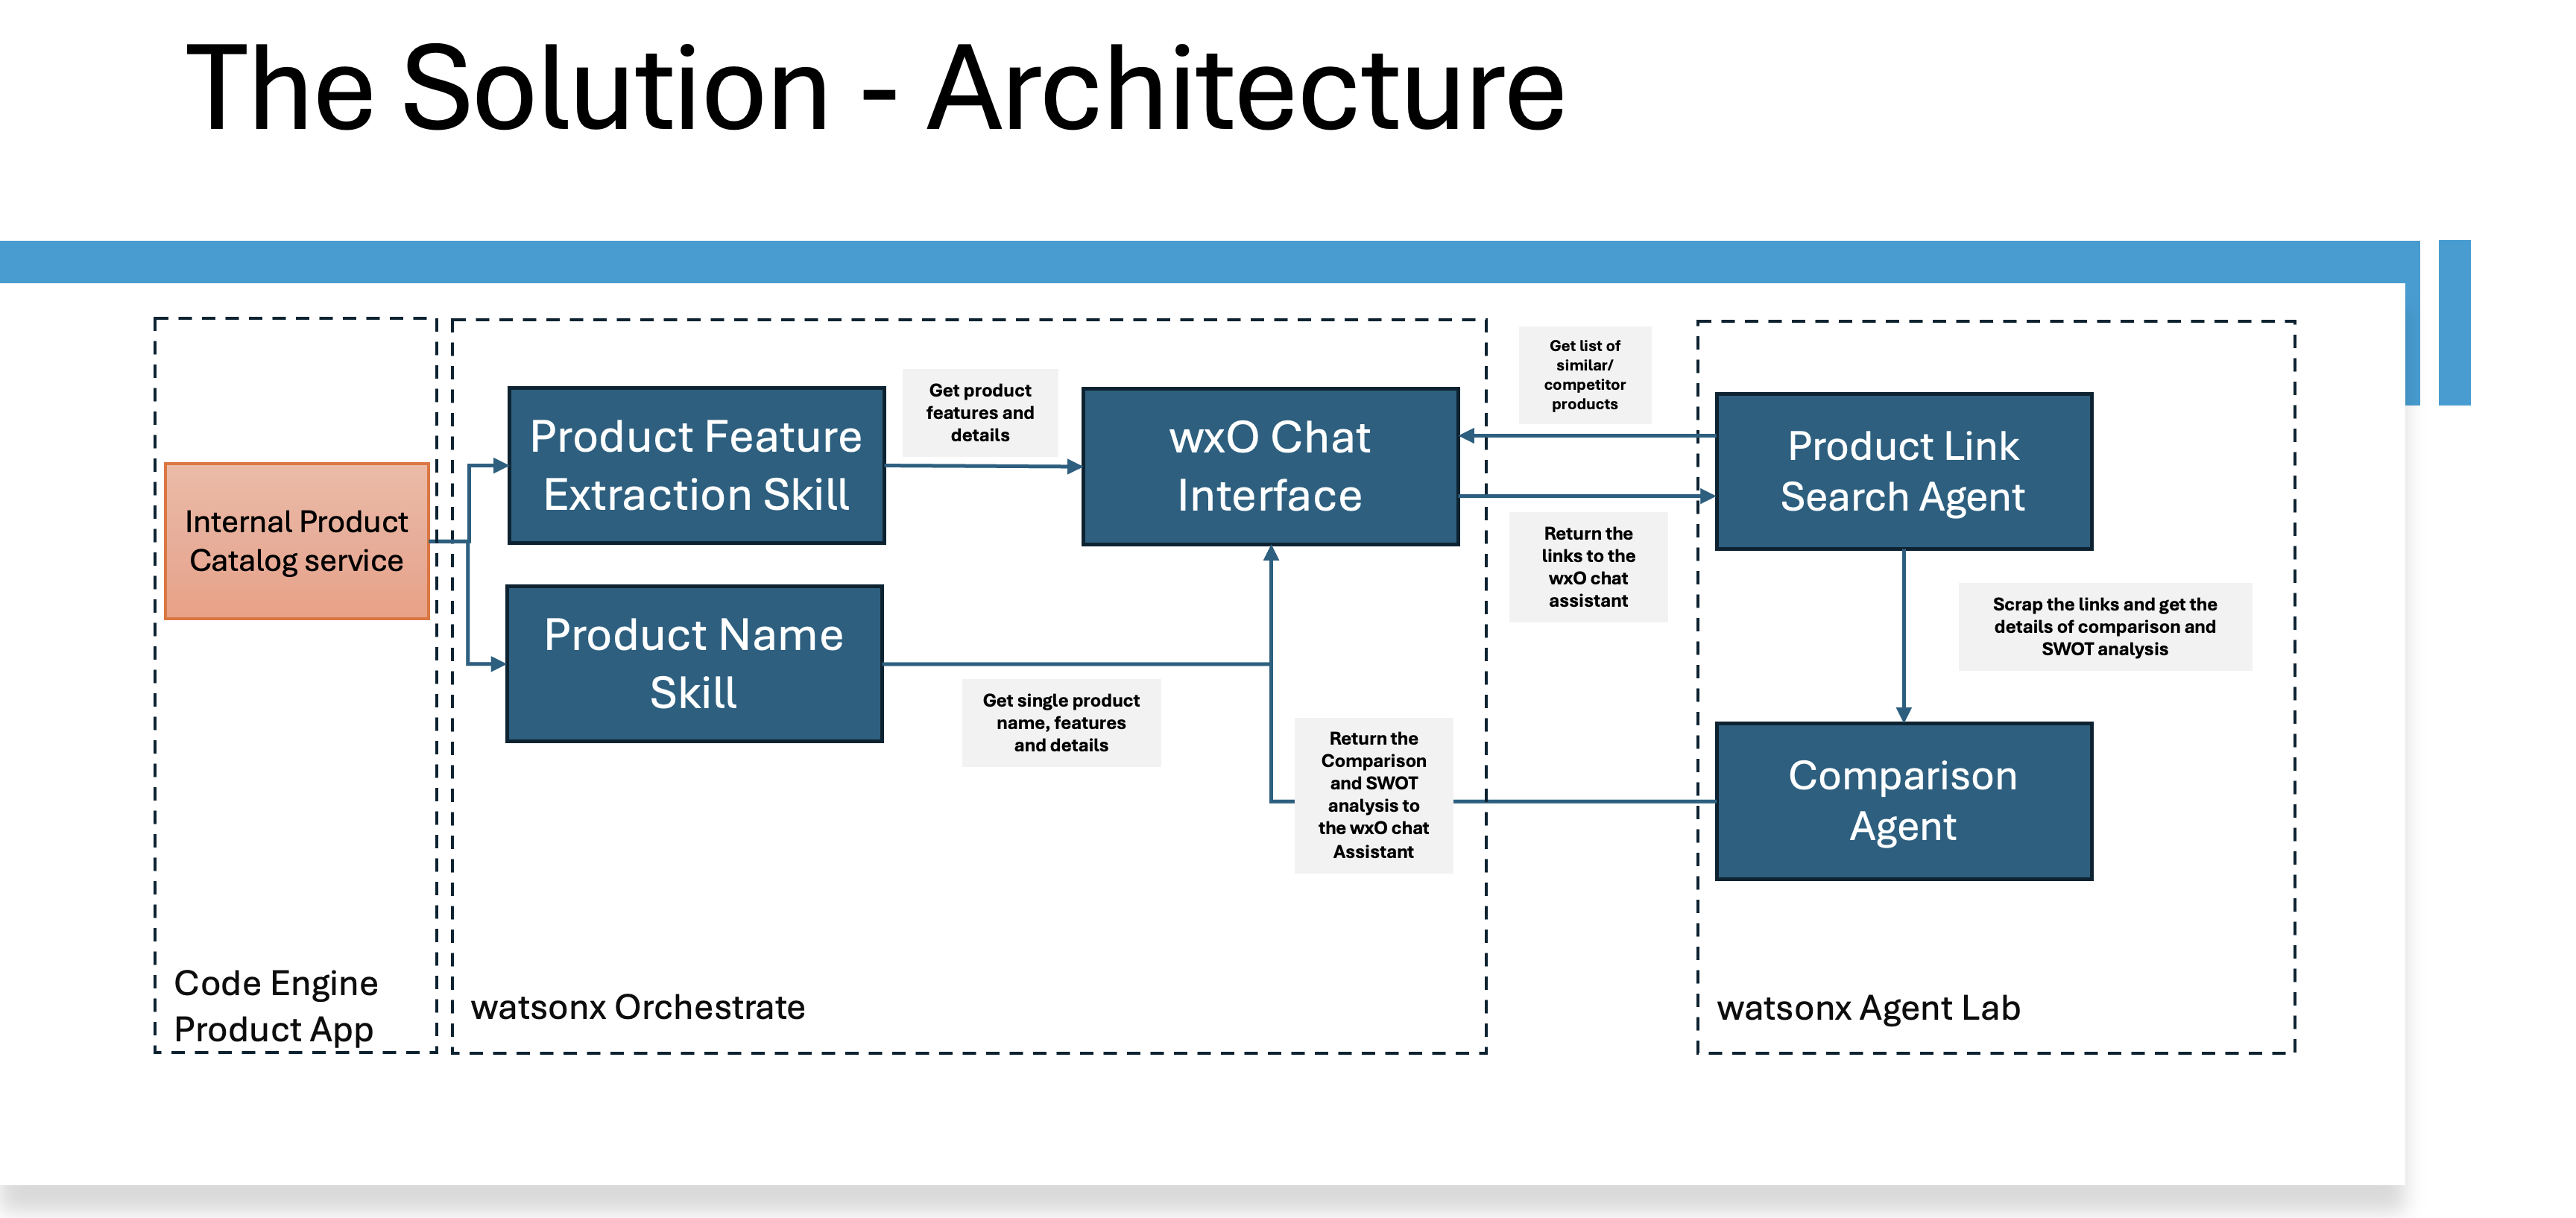 The Solution - Architecture
Internal Product
Catalog service
Code Engine
Product App
Product Feature
Extraction Skill
Get product
features and
details
wxO Chat
Interface
Product Name
Skill
Get single product
name, features
and details
Return the
Comparison
and SWOT
analysis to
the wxO chat
Assistant
watsonx Orchestrate
Get list of
similar/
competitor
products
Return the
links to the
wxO chat
assistant
Product Link
Search Agent
Scrap the links and get the
details of comparison and
SWOT analysis
Comparison
Agent
watsonx Agent Lab